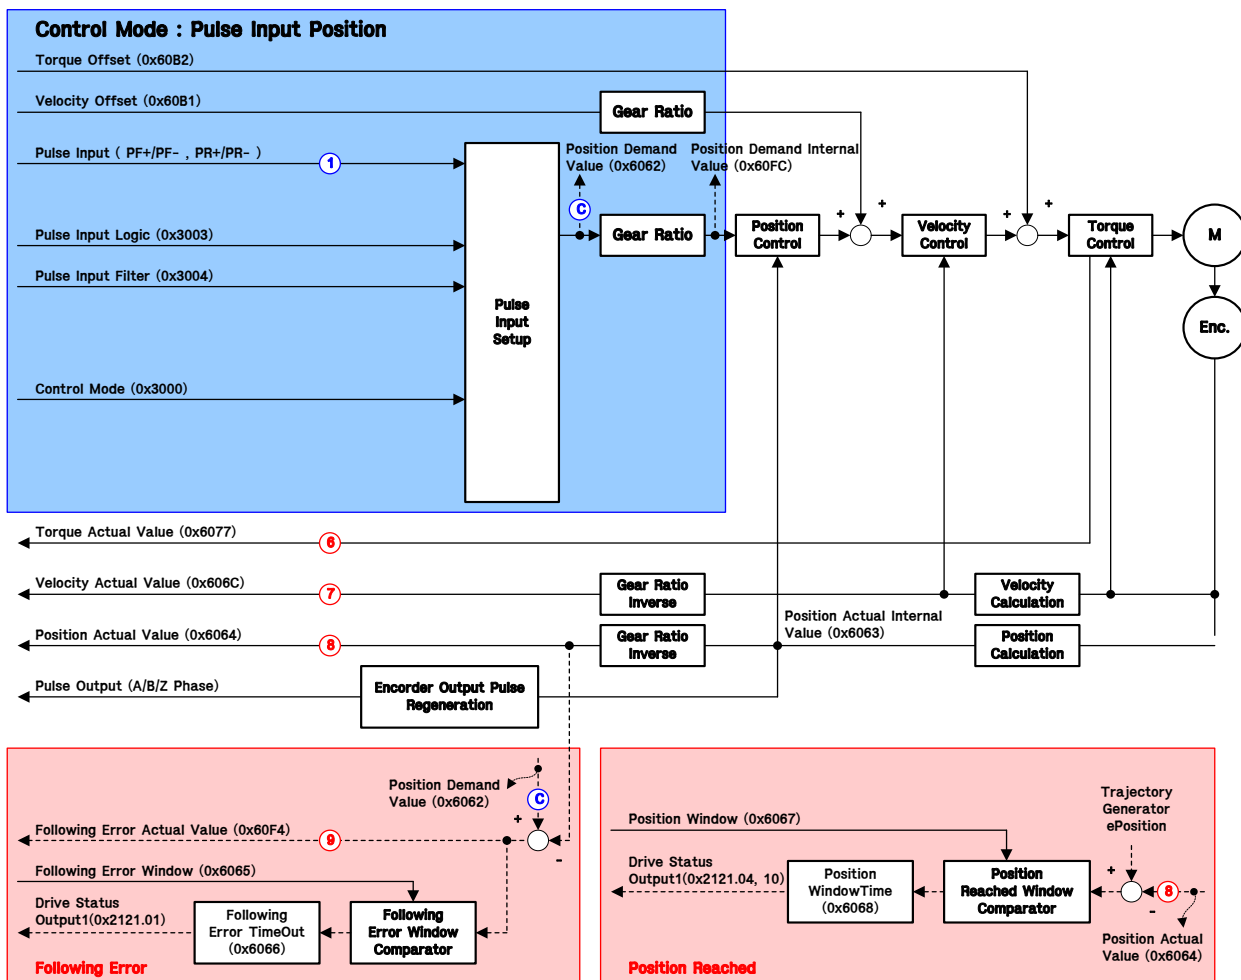 Control Mode : Pulse Input Position
Torque Offset (0x60B2)
Velocity Offset (0x60B1)
Gear Ratio
Pulse Input ( PF+/PF- , PR+/PR- )
1
Position Demand
Value (0x6062)
Position Demand Internal
Value (0x60FC)
C
+
+
+
+
Pulse Input Logic (0x3003)
Gear Ratio
Position
Control
Velocity
Control
Torque
Control
M
Pulse Input Filter (0x3004)
Pulse
Input
Setup
Enc.
Control Mode (0x3000)
Torque Actual Value (0x6077)
6
Velocity Actual Value (0x606C)
7
Gear Ratio
Inverse
Velocity
Calculation
Position Actual Value (0x6064)
8
Gear Ratio
Inverse
Position Actual Internal
Value (0x6063)
Position
Calculation
Pulse Output (A/B/Z Phase)
Encorder Output Pulse
Regeneration
Position Demand
Value (0x6062)
C
+
-
Following Error Actual Value (0x60F4)
9
Following Error Window (0x6065)
Drive Status
Output1(0x2121.01)
Following
Error TimeOut
(0x6066)
Following
Error Window
Comparator
Following Error
Trajectory
Generator
ePosition
Position Window (0x6067)
Drive Status
Output1(0x2121.04, 10)
Position
WindowTime
(0x6068)
Position
Reached Window
Comparator
+
-
8
Position Actual
Value (0x6064)
Position Reached